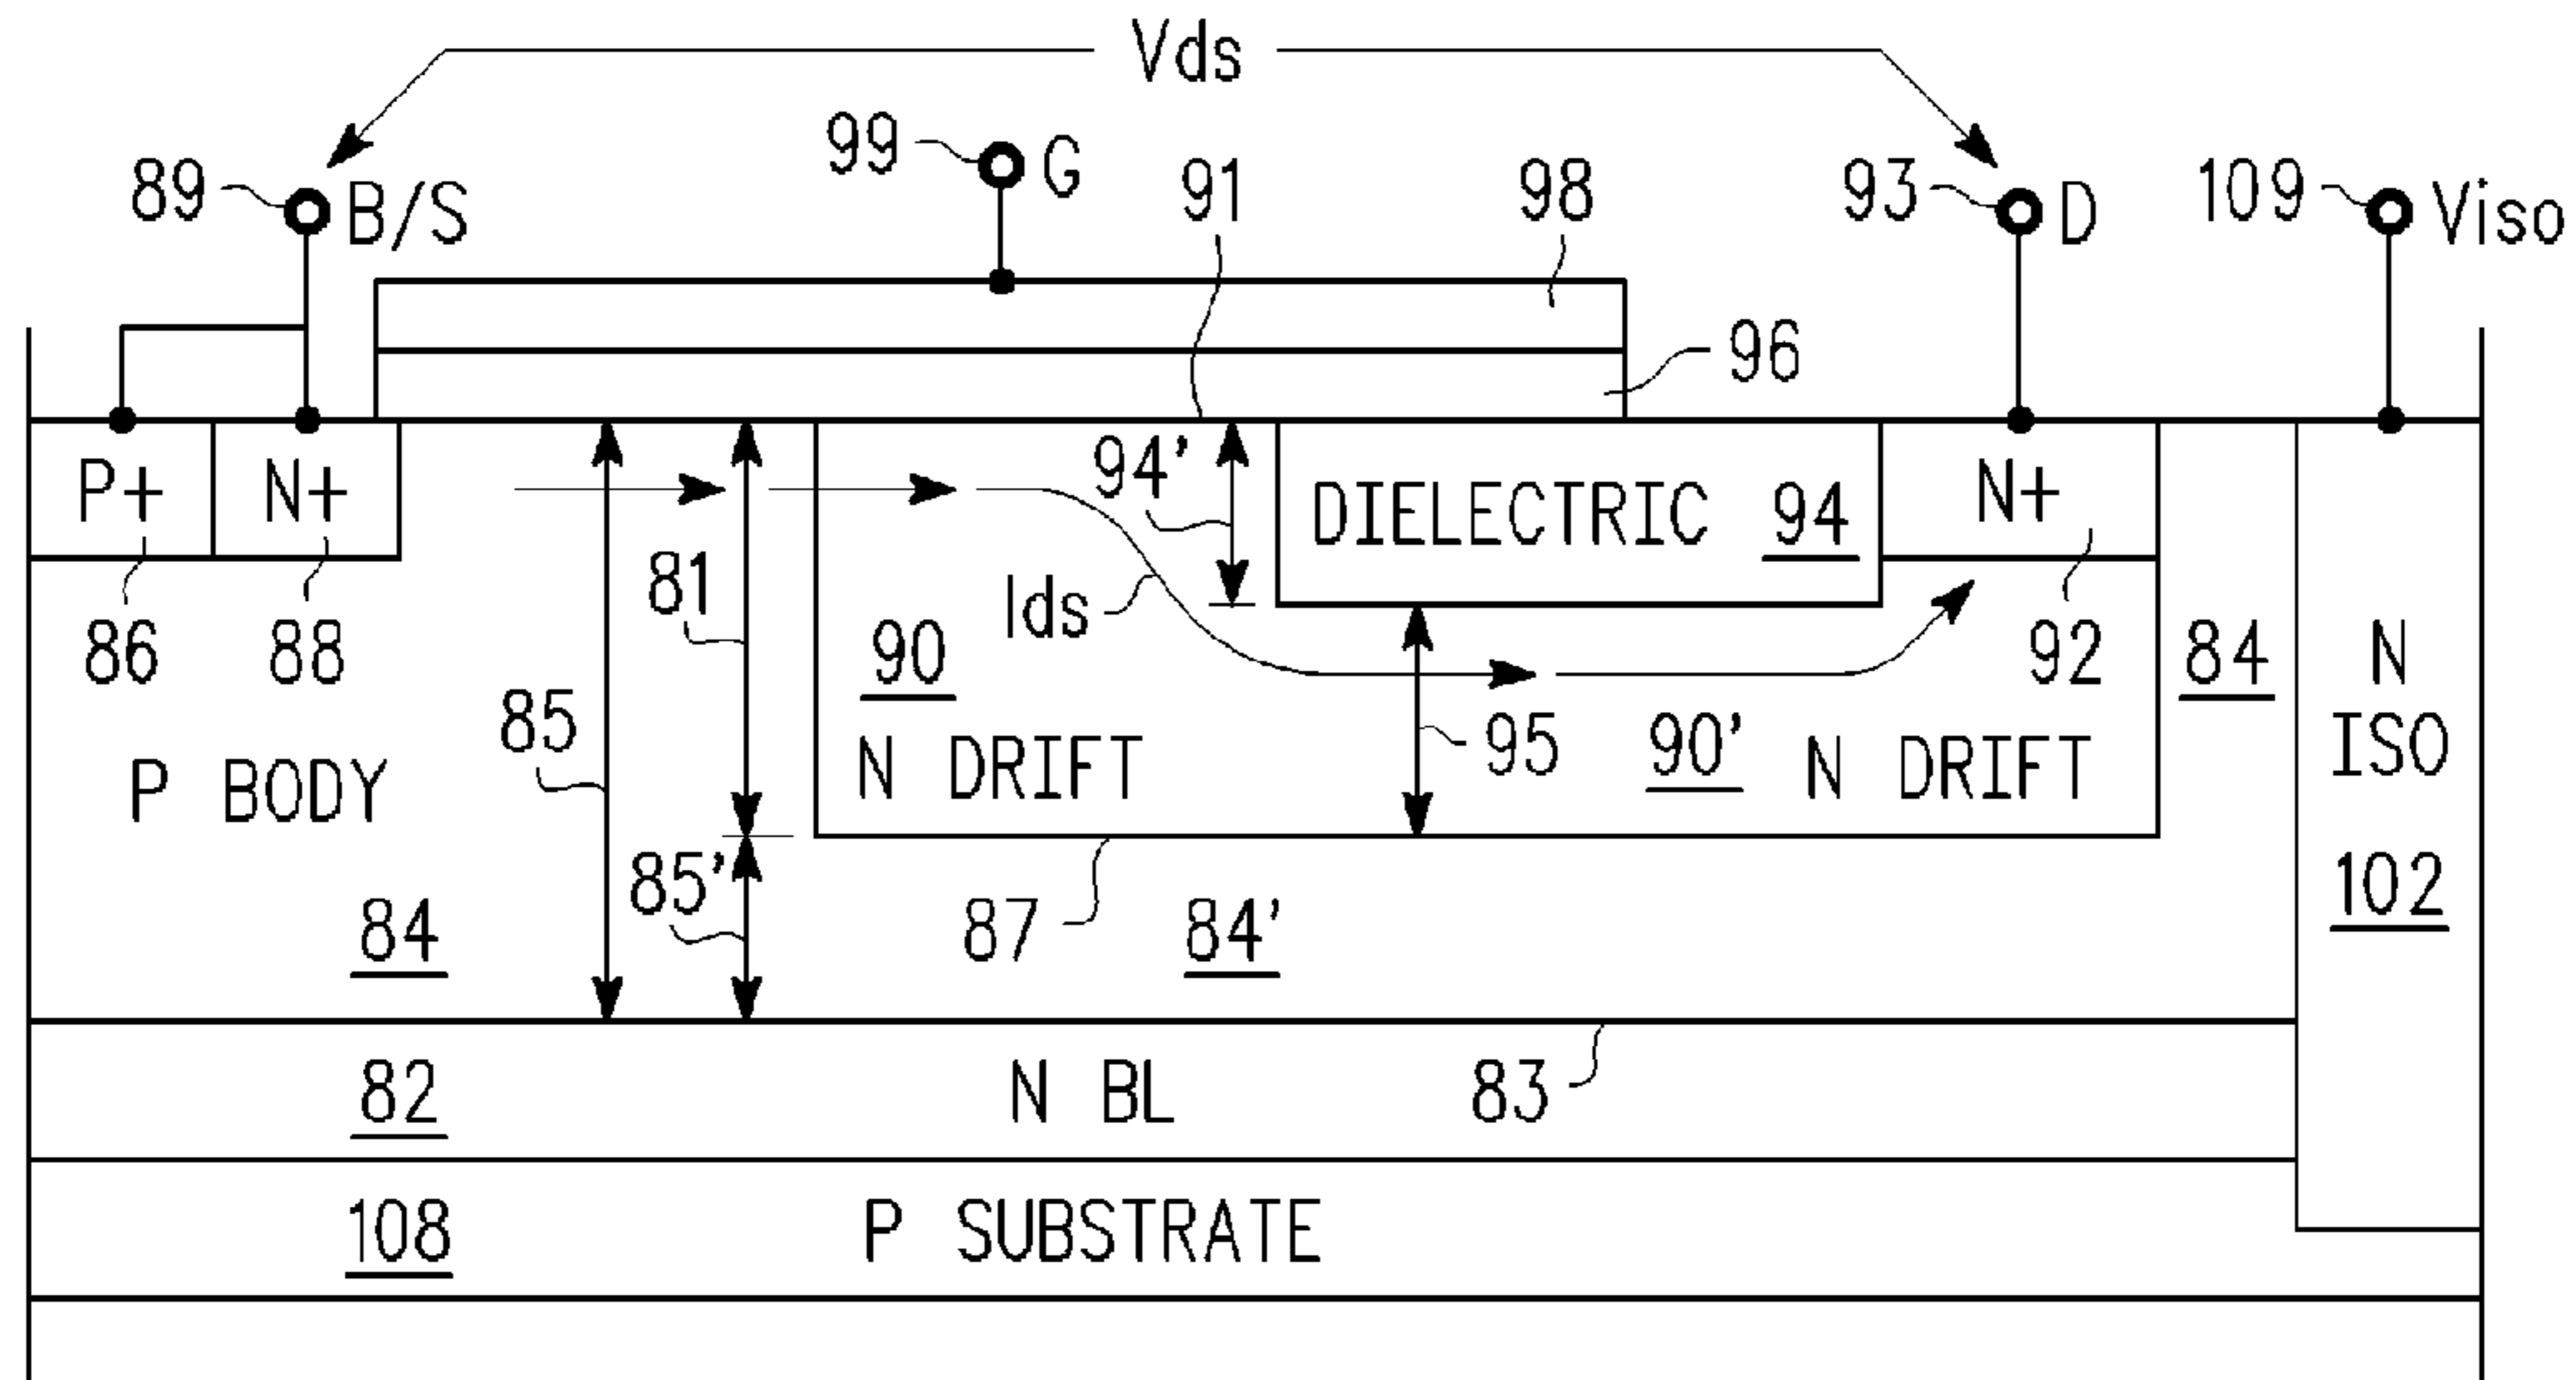 Vds
99 G
91
98
89 B/S
93 D
109 Viso
96
P+
N+
94'
DIELECTRIC 94
N+
81
Ids
86
88
90
92
84
N
ISO
85
95
90'
N DRIFT
N DRIFT
P BODY
85'
102
84
87
84'
82
N BL
83
108
P SUBSTRATE